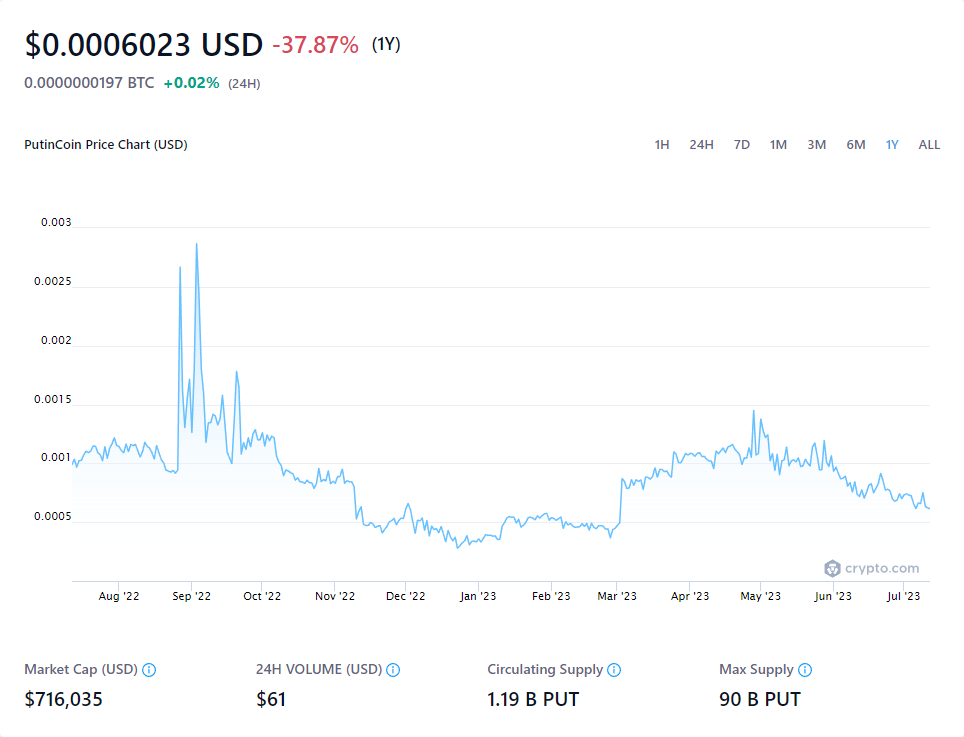 $0.0006023 USD -37.87% (1Y)
0.0000000197 BTC +0.02% (24H)
PutinCoin Price Chart (USD) 1H 24H 7D 1M 3M 6M 1Y ALL
0.003
0.0025
0.002
0.0015
0.001
0.0005
crypto.com
Aug '22 Sep '22 Oct '22 Nov '22 Dec '22 Jan '23 Feb '23 Mar '23 Apr '23 May '23 Jun '23 Jul '23
Market Cap (USD) 24H VOLUME (USD) Circulating Supply Max Supply
$716,035 $61 1.19 B PUT 90 B PUT